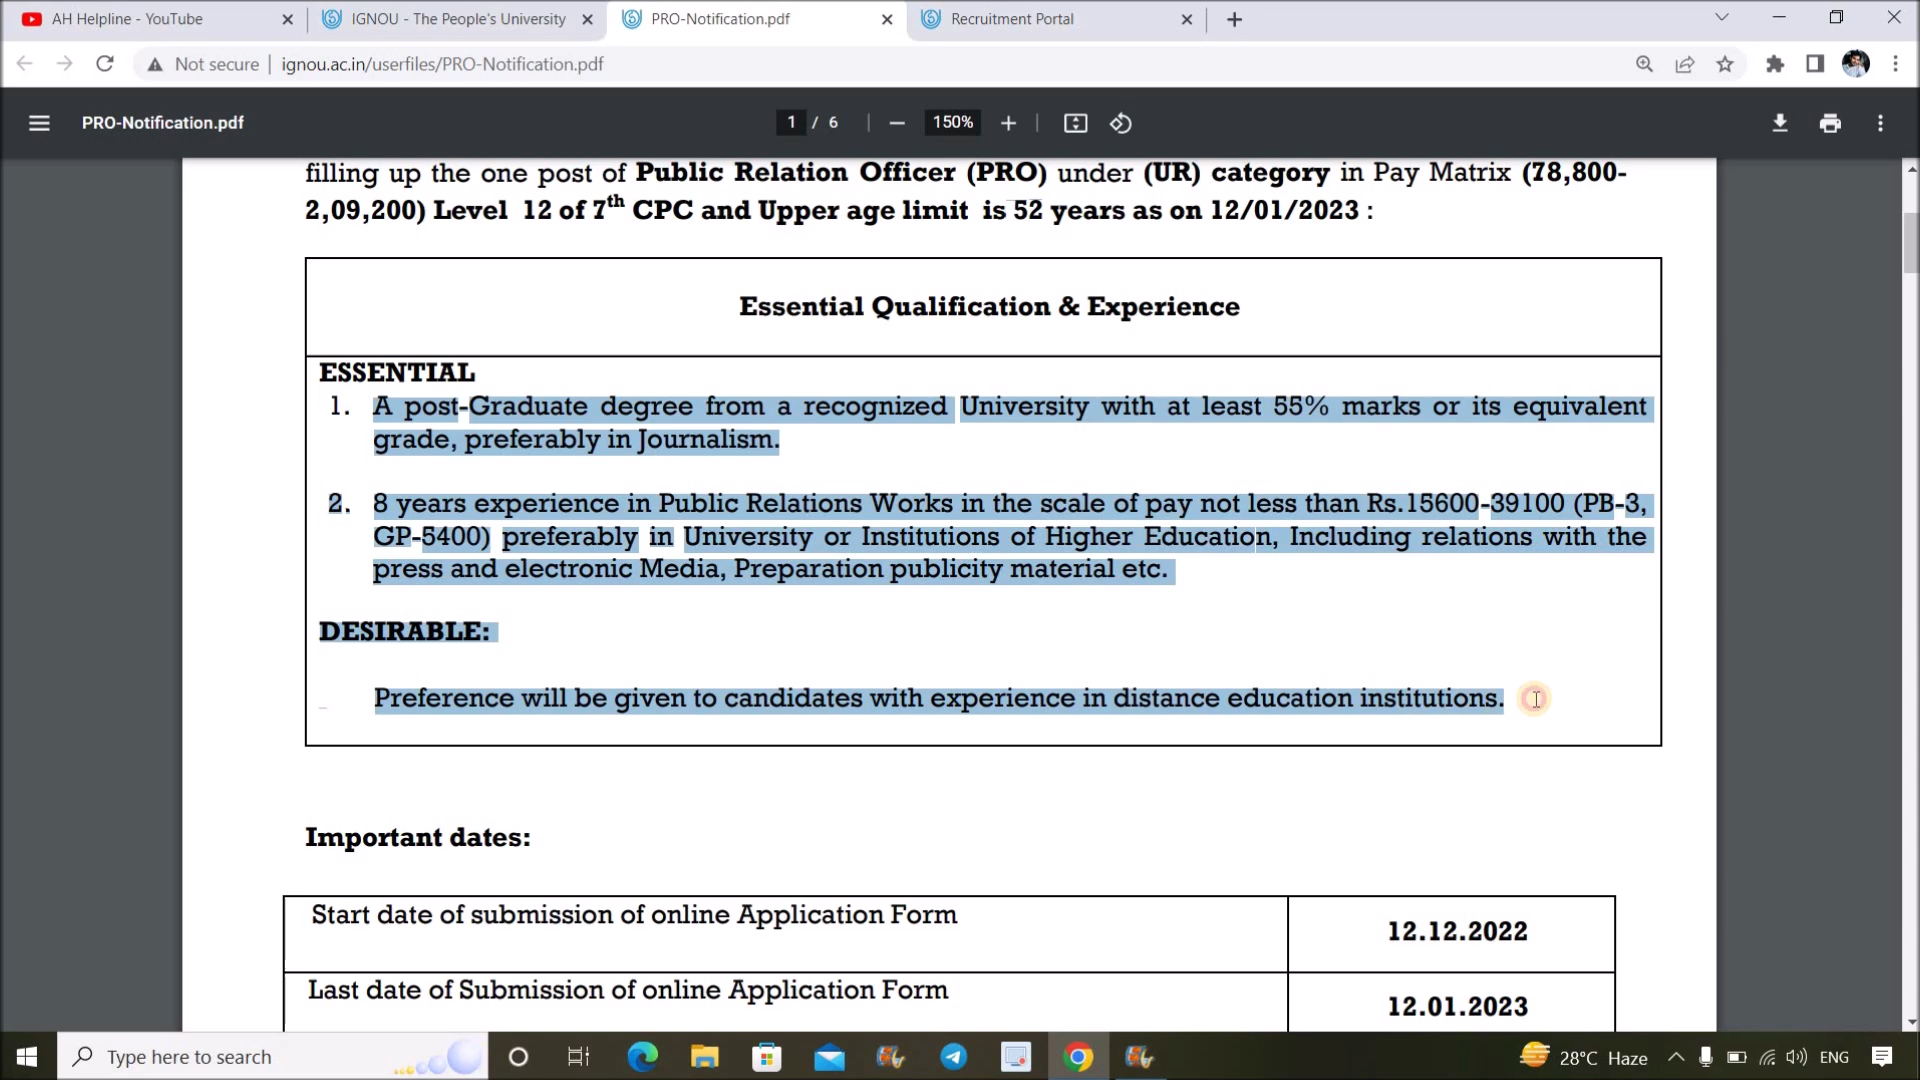 AH Helpline - YouTube
IGNOU - The People's University
PRO-Notification.pdf
Recruitment Portal
Not secure
ignou.ac.in/userfiles/PRO-Notification.pdf
PRO-Notification.pdf
1 / 6
150%
filling up the one post of Public Relation Officer (PRO) under (UR) category in Pay Matrix (78,800-
2,09,200) Level 12 of 7th CPC and Upper age limit is 52 years as on 12/01/2023 :
Essential Qualification & Experience
ESSENTIAL
1. A post-Graduate degree from a recognized University with at least 55% marks or its equivalent
grade, preferably in Journalism.
2. 8 years experience in Public Relations Works in the scale of pay not less than Rs.15600-39100 (PB-3,
GP-5400) preferably in University or Institutions of Higher Education, Including relations with the
press and electronic Media, Preparation publicity material etc.
DESIRABLE:
Preference will be given to candidates with experience in distance education institutions.
Important dates:
Start date of submission of online Application Form
12.12.2022
Last date of Submission of online Application Form
12.01.2023
Type here to search
28°C Haze
ENG